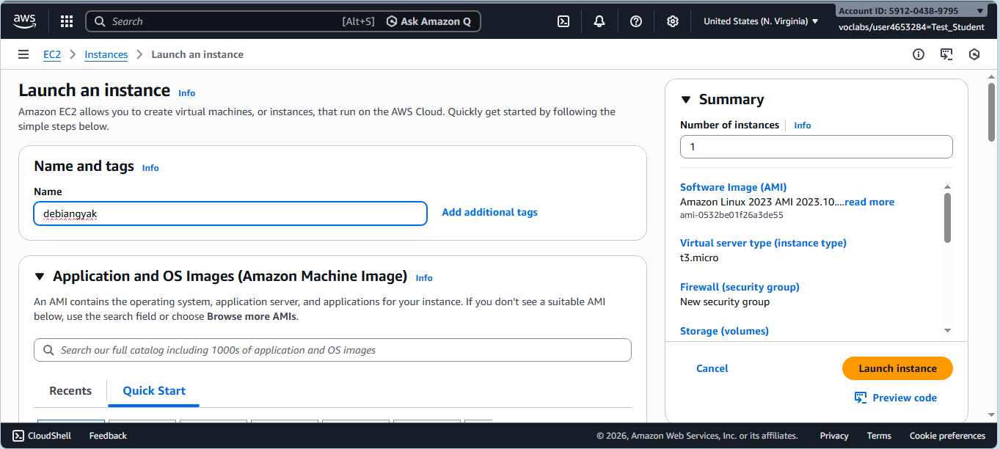 aws
Search [Alt+S] Ask Amazon Q
United States (N. Virginia) ▼
Account ID: 5912-0438-9795 ▼
voclabs/user4653284=Test_Student
EC2 > Instances > Launch an instance
Launch an instance Info
Amazon EC2 allows you to create virtual machines, or instances, that run on the AWS Cloud. Quickly get started by following the
simple steps below.
Name and tags Info
Name
debiangyak
Add additional tags
▼ Application and OS Images (Amazon Machine Image) Info
An AMI contains the operating system, application server, and applications for your instance. If you don't see a suitable AMI
below, use the search field or choose Browse more AMIs.
Search our full catalog including 1000s of application and OS images
Recents
Quick Start
▼ Summary
Number of instances Info
1
Software Image (AMI)
Amazon Linux 2023 AMI 2023.10....read more
ami-0532be01f26a3de55
Virtual server type (instance type)
t3.micro
Firewall (security group)
New security group
Storage (volumes)
Cancel
Launch instance
Preview code
CloudShell
Feedback
© 2026, Amazon Web Services, Inc. or its affiliates.
Privacy
Terms
Cookie preferences